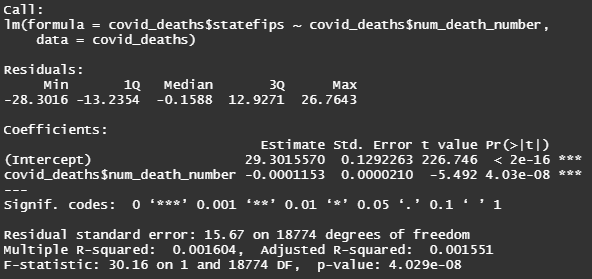 Call:
lm(formula = covid_deaths$statefips ~ covid_deaths$num_death_number,
    data = covid_deaths)
Residuals:
     Min       1Q   Median       3Q      Max
-28.3016 -13.2354  -0.1588  12.9271  26.7643
Coefficients:
                                Estimate Std. Error t value Pr(>|t|)
(Intercept)                   29.3015570  0.1292263 226.746  < 2e-16 ***
covid_deaths$num_death_number -0.0001153  0.0000210  -5.492 4.03e-08 ***
---
Signif. codes:  0 ‘***’ 0.001 ‘**’ 0.01 ‘*’ 0.05 ‘.’ 0.1 ‘ ’ 1
Residual standard error: 15.67 on 18774 degrees of freedom
Multiple R-squared:  0.001604,	Adjusted R-squared:  0.001551
F-statistic: 30.16 on 1 and 18774 DF,  p-value: 4.029e-08